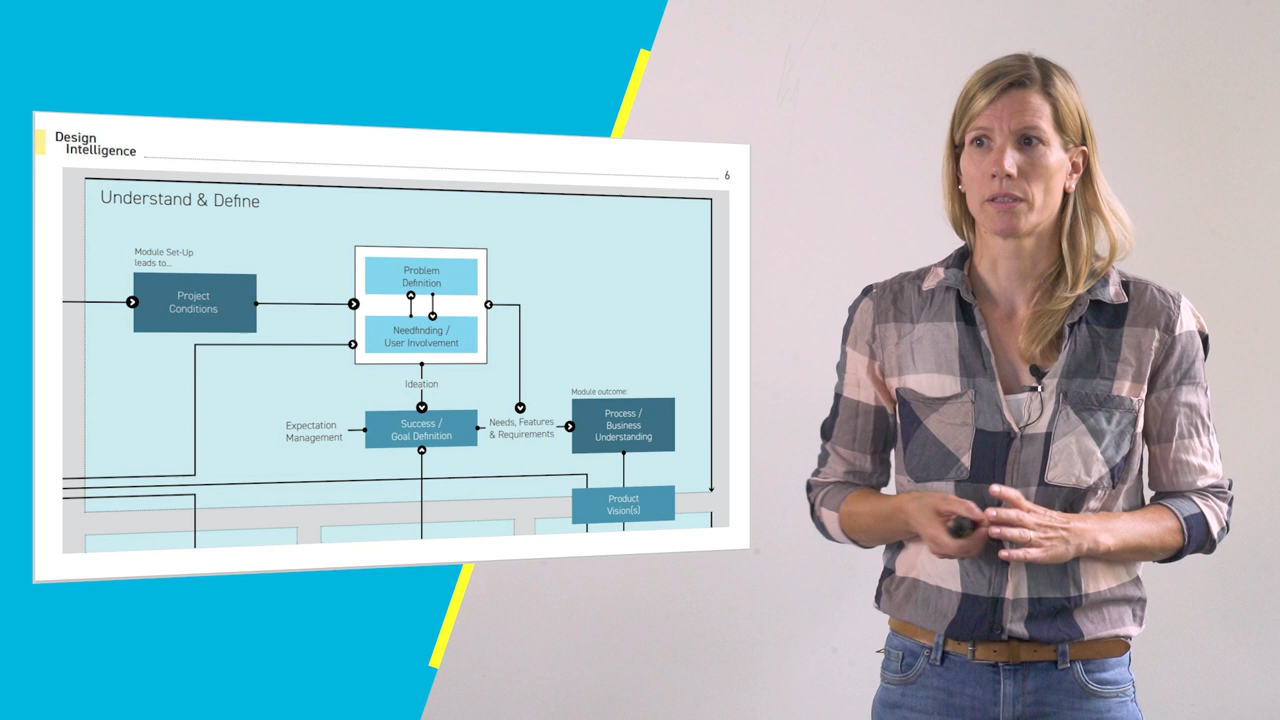 Design
Intelligence
6
Understand & Define
Module Set-Up
leads to...
Project
Conditions
Problem
Definition
Needfinding /
User Involvement
Ideation
Expectation
Management
Success /
Goal Definition
Needs, Features
& Requirements
Module outcome:
Process /
Business
Understanding
Product
Vision(s)